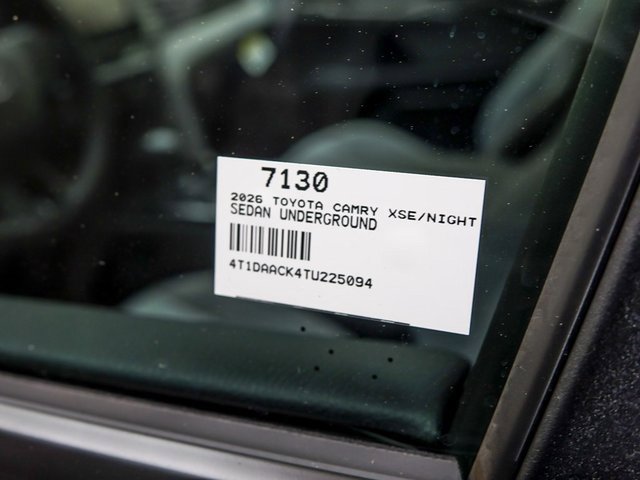 7130
2026 TOYOTA CAMRY XSE/NIGHT
SEDAN UNDERGROUND
4T1DAACK4TU225094